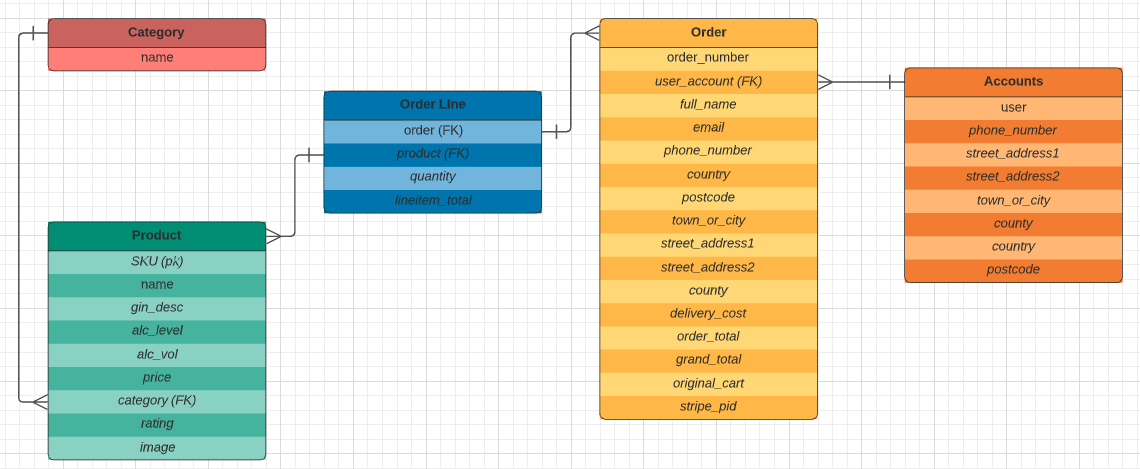 Category
name
Order LIne
order (FK)
product (FK)
quantity
lineitem_total
Product
SKU (pk)
name
gin_desc
alc_level
alc_vol
price
category (FK)
rating
image
Order
order_number
user_account (FK)
full_name
email
phone_number
country
postcode
town_or_city
street_address1
street_address2
county
delivery_cost
order_total
grand_total
original_cart
stripe_pid
Accounts
user
phone_number
street_address1
street_address2
town_or_city
county
country
postcode